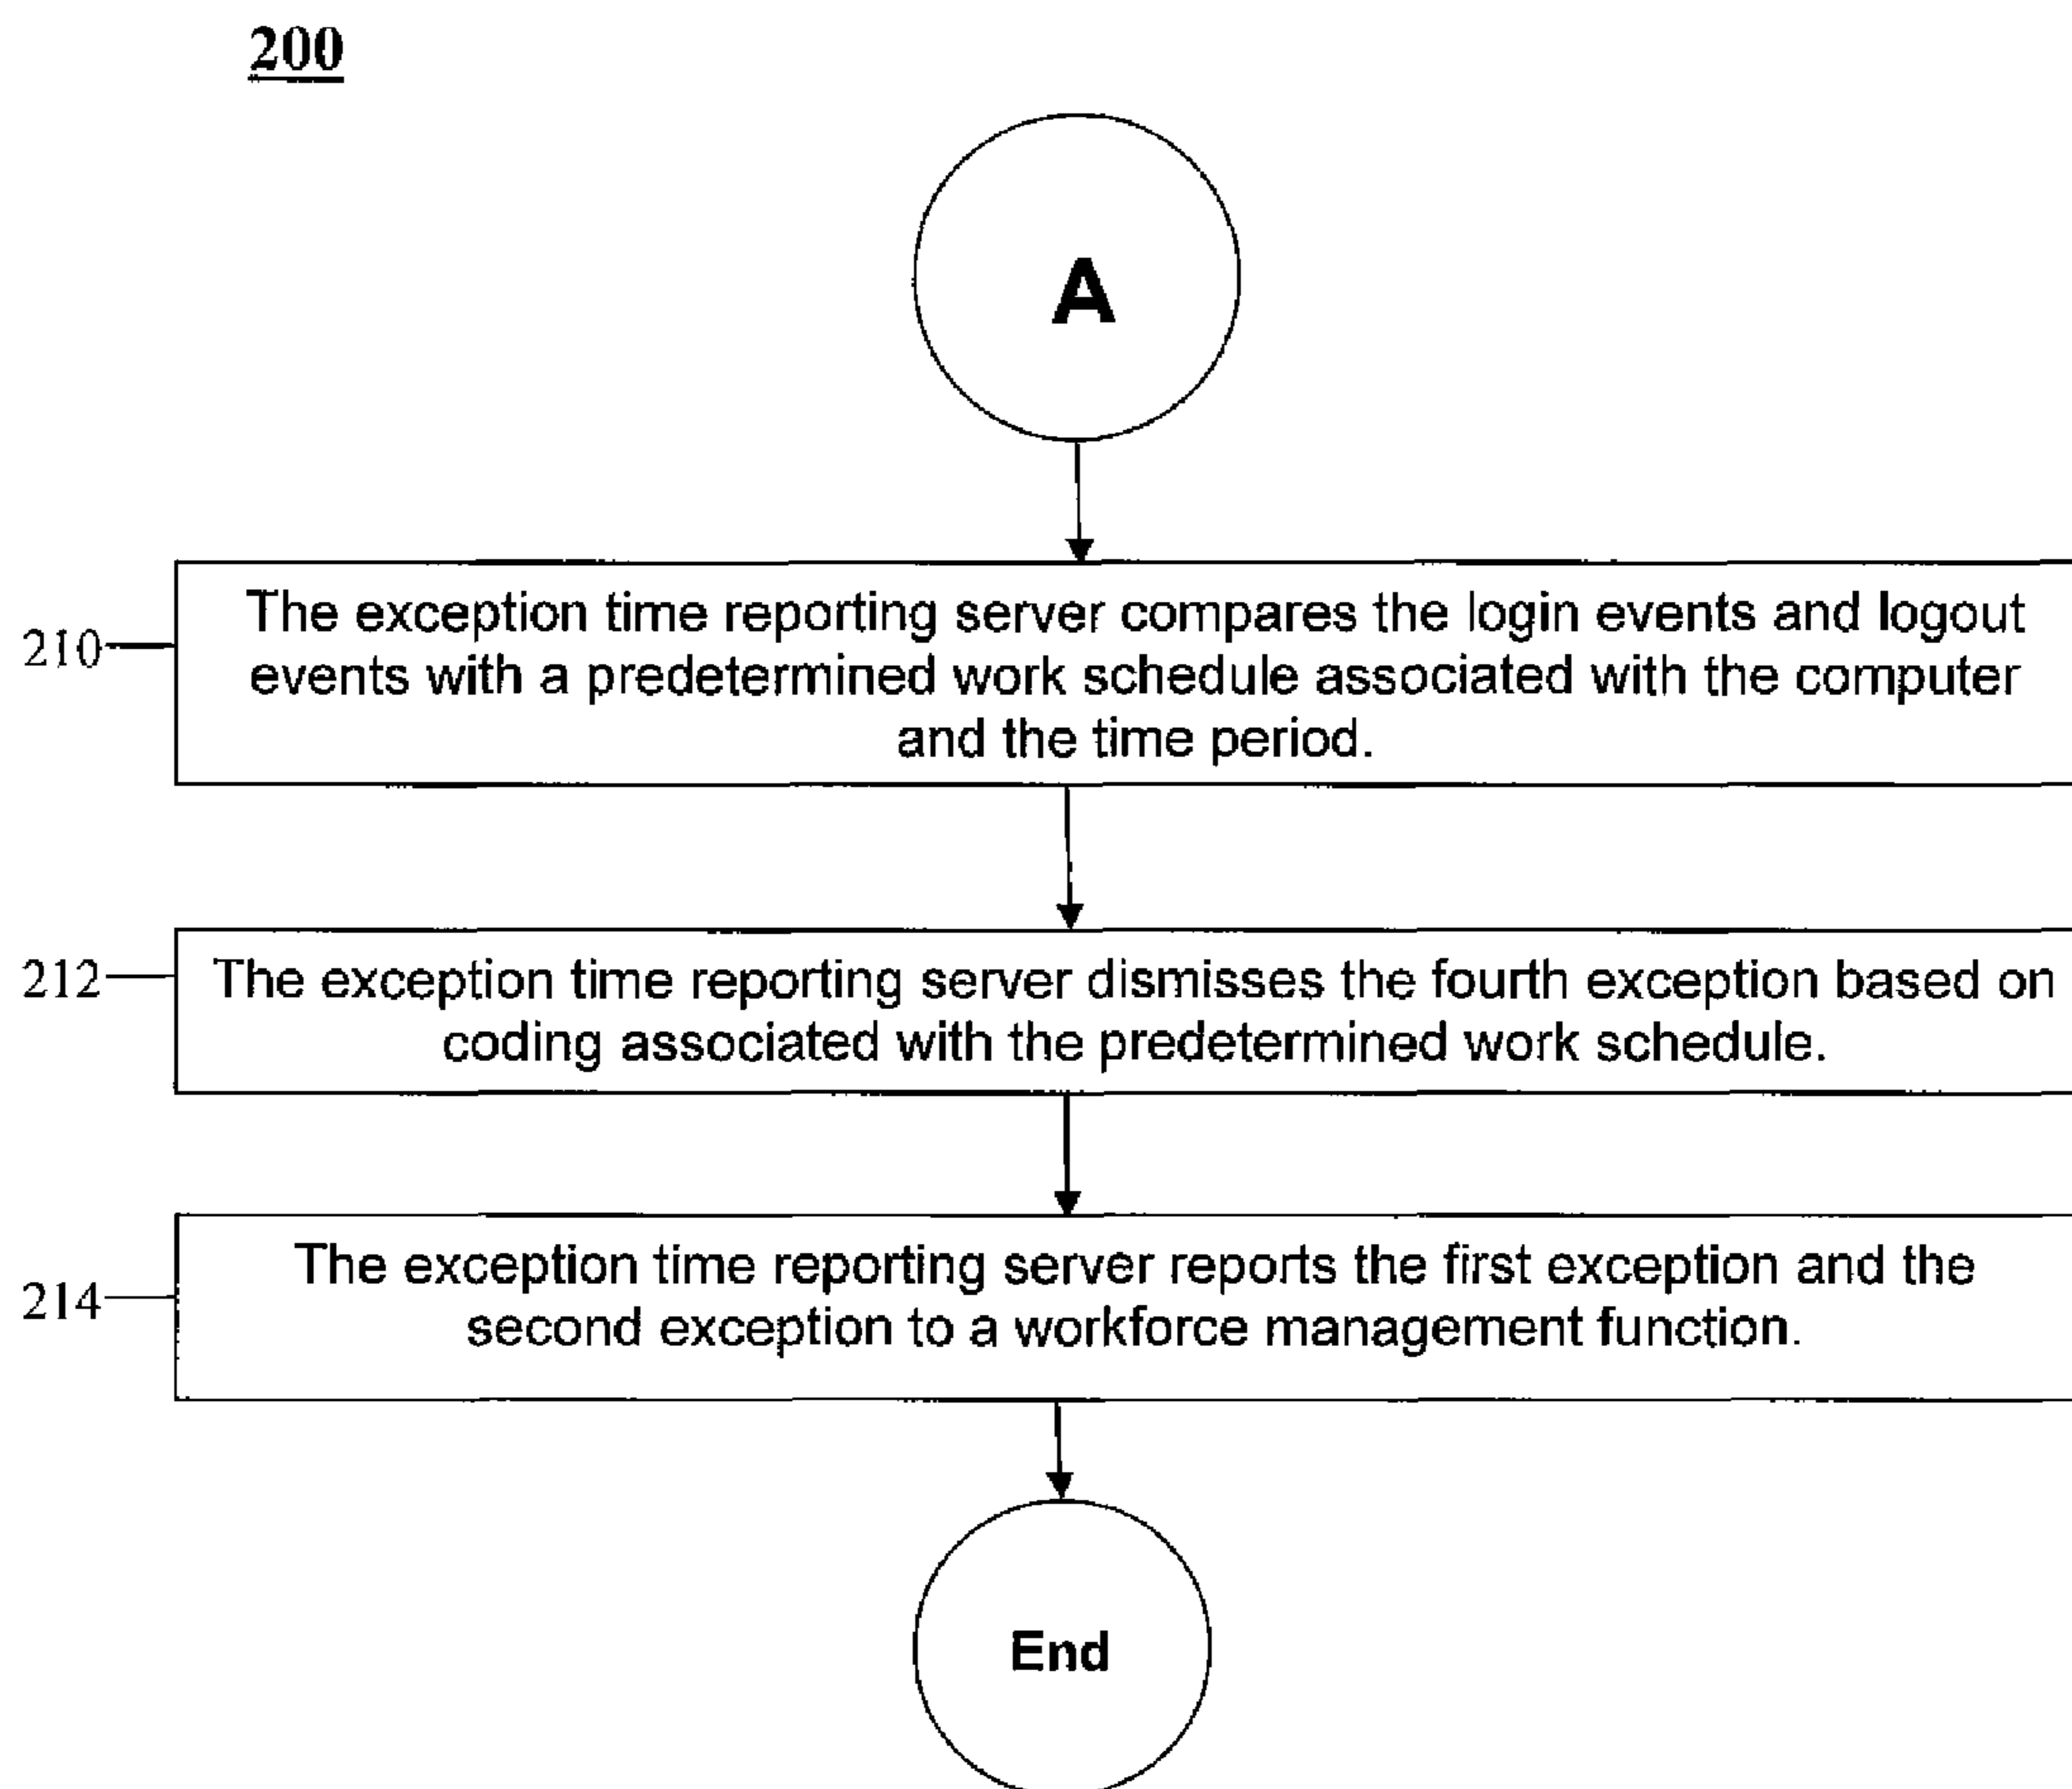 200
A
210
The exception time reporting server compares the login events and logout
events with a predetermined work schedule associated with the computer
and the time period.
212
The exception time reporting server dismisses the fourth exception based on
coding associated with the predetermined work schedule.
214
The exception time reporting server reports the first exception and the
second exception to a workforce management function.
End